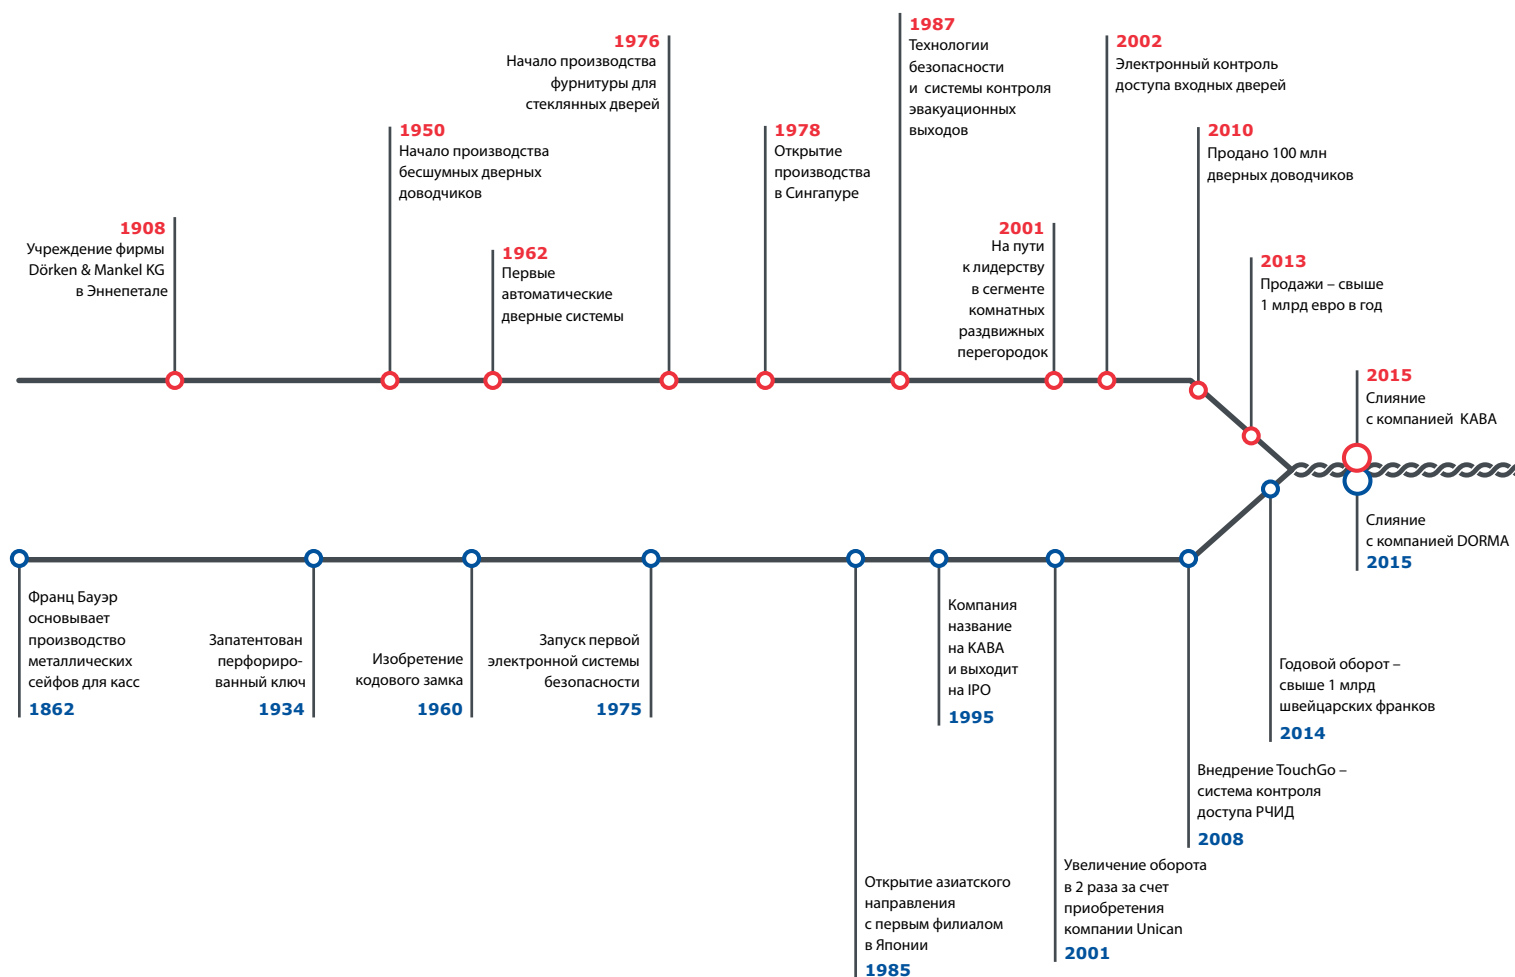 1908
Учреждение фирмы
Dörken & Mankel KG
в Эннепетале
1950
Начало производства
бесшумных дверных
доводчиков
1962
Первые
автоматические
дверные системы
1976
Начало производства
фурнитуры для
стеклянных дверей
1978
Открытие
производства
в Сингапуре
1987
Технологии
безопасности
и системы контроля
эвакуационных
выходов
2001
На пути
к лидерству
в сегменте
комнатных
раздвижных
перегородок
2002
Электронный контроль
доступа входных дверей
2010
Продано 100 млн
дверных доводчиков
2013
Продажи – свыше
1 млрд евро в год
2015
Слияние
с компанией KABA
Франц Бауэр
основывает
производство
металлических
сейфов для касс
1862
Запатентован
перфориро-
ванный ключ
1934
Изобретение
кодового замка
1960
Запуск первой
электронной системы
безопасности
1975
Открытие азиатского
направления
с первым филиалом
в Японии
1985
Компания
название
на KABA
и выходит
на IPO
1995
Увеличение оборота
в 2 раза за счет
приобретения
компании Unican
2001
Внедрение TouchGo –
система контроля
доступа РЧИД
2008
Годовой оборот –
свыше 1 млрд
швейцарских франков
2014
Слияние
с компанией DORMA
2015